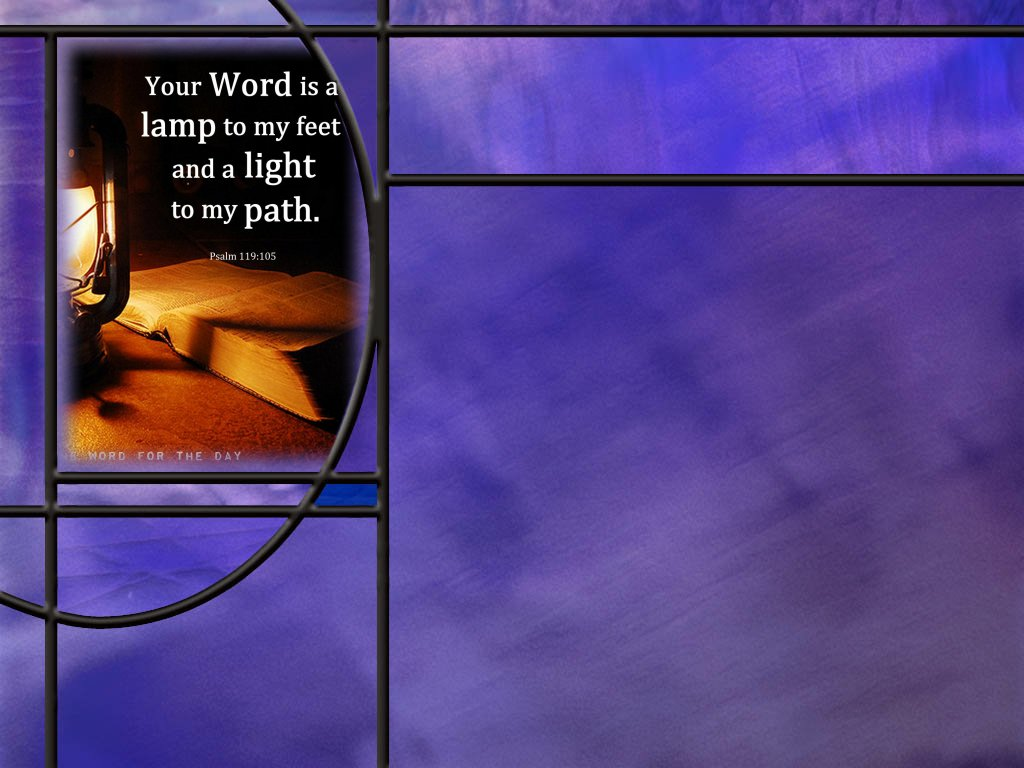 Your Word is a
lamp to my feet
and a light
to my path.
Psalm 119:105
WORD FOR THE DAY